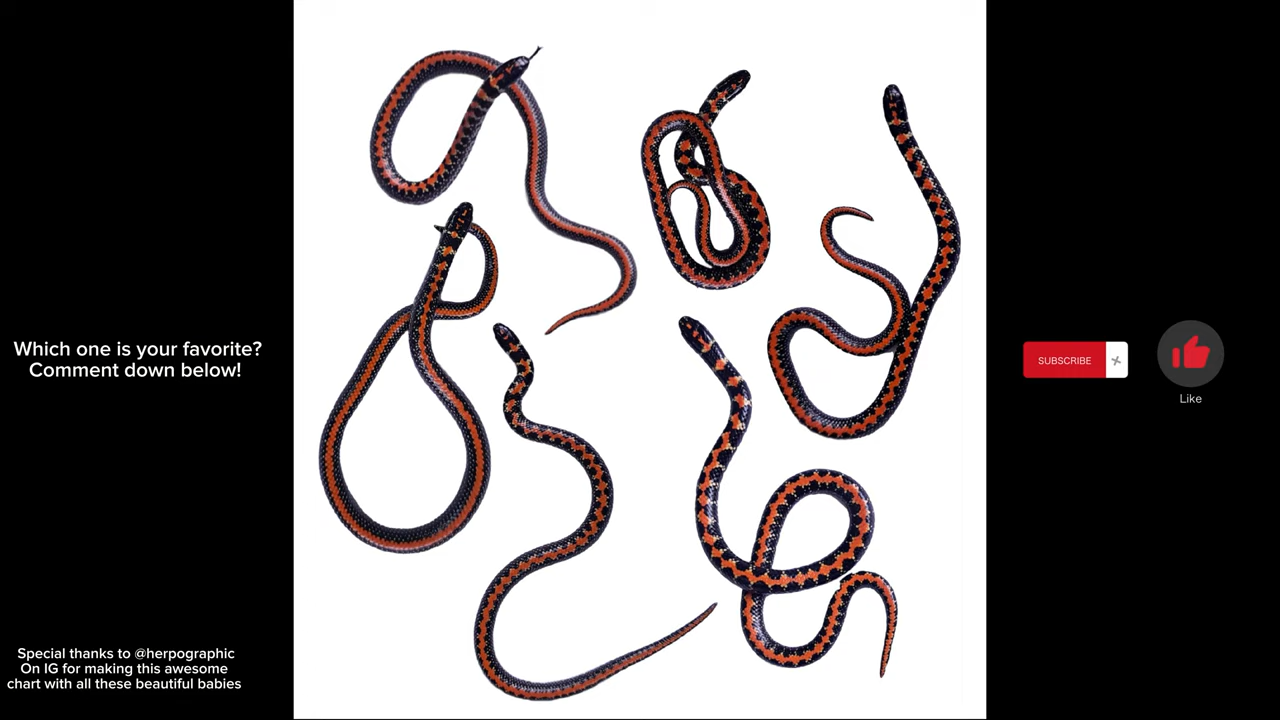 Which one is your favorite?
Comment down below!
SUBSCRIBE
Like
Special thanks to @herpographic
On IG for making this awesome
chart with all these beautiful babies